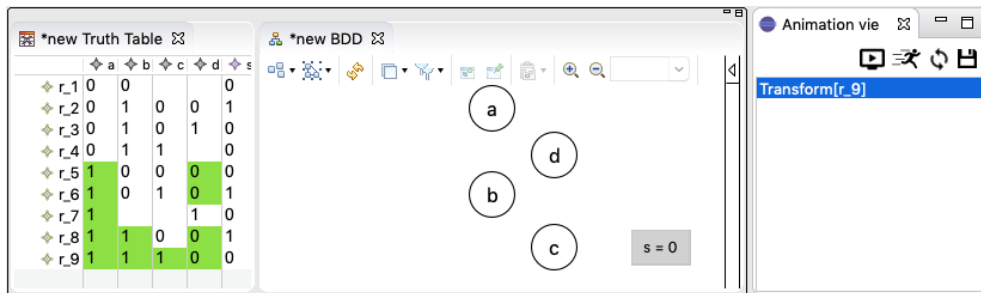 *new Truth Table
a b c d s
r_1 0 0 0
r_2 0 1 0 0 1
r_3 0 1 0 1 0
r_4 0 1 1 0
r_5 1 0 0 0 0
r_6 1 0 1 0 1
r_7 1 1 0
r_8 1 1 0 0 1
r_9 1 1 1 0 0
*new BDD
a
d
b
c
s = 0
Animation vie
Transform[r_9]